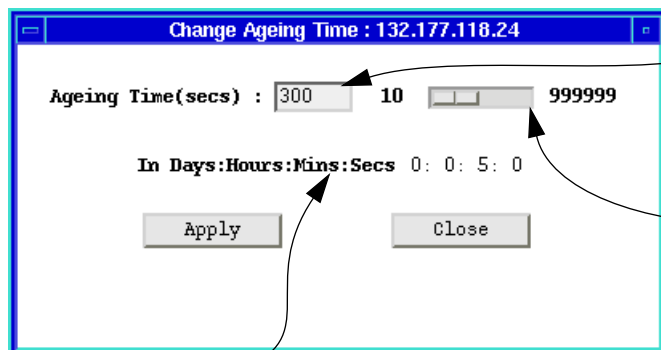 Change Ageing Time : 132.177.118.24
Ageing Time(secs) : 300 10 999999
In Days:Hours:Mins:Secs 0: 0: 5: 0
Apply Close